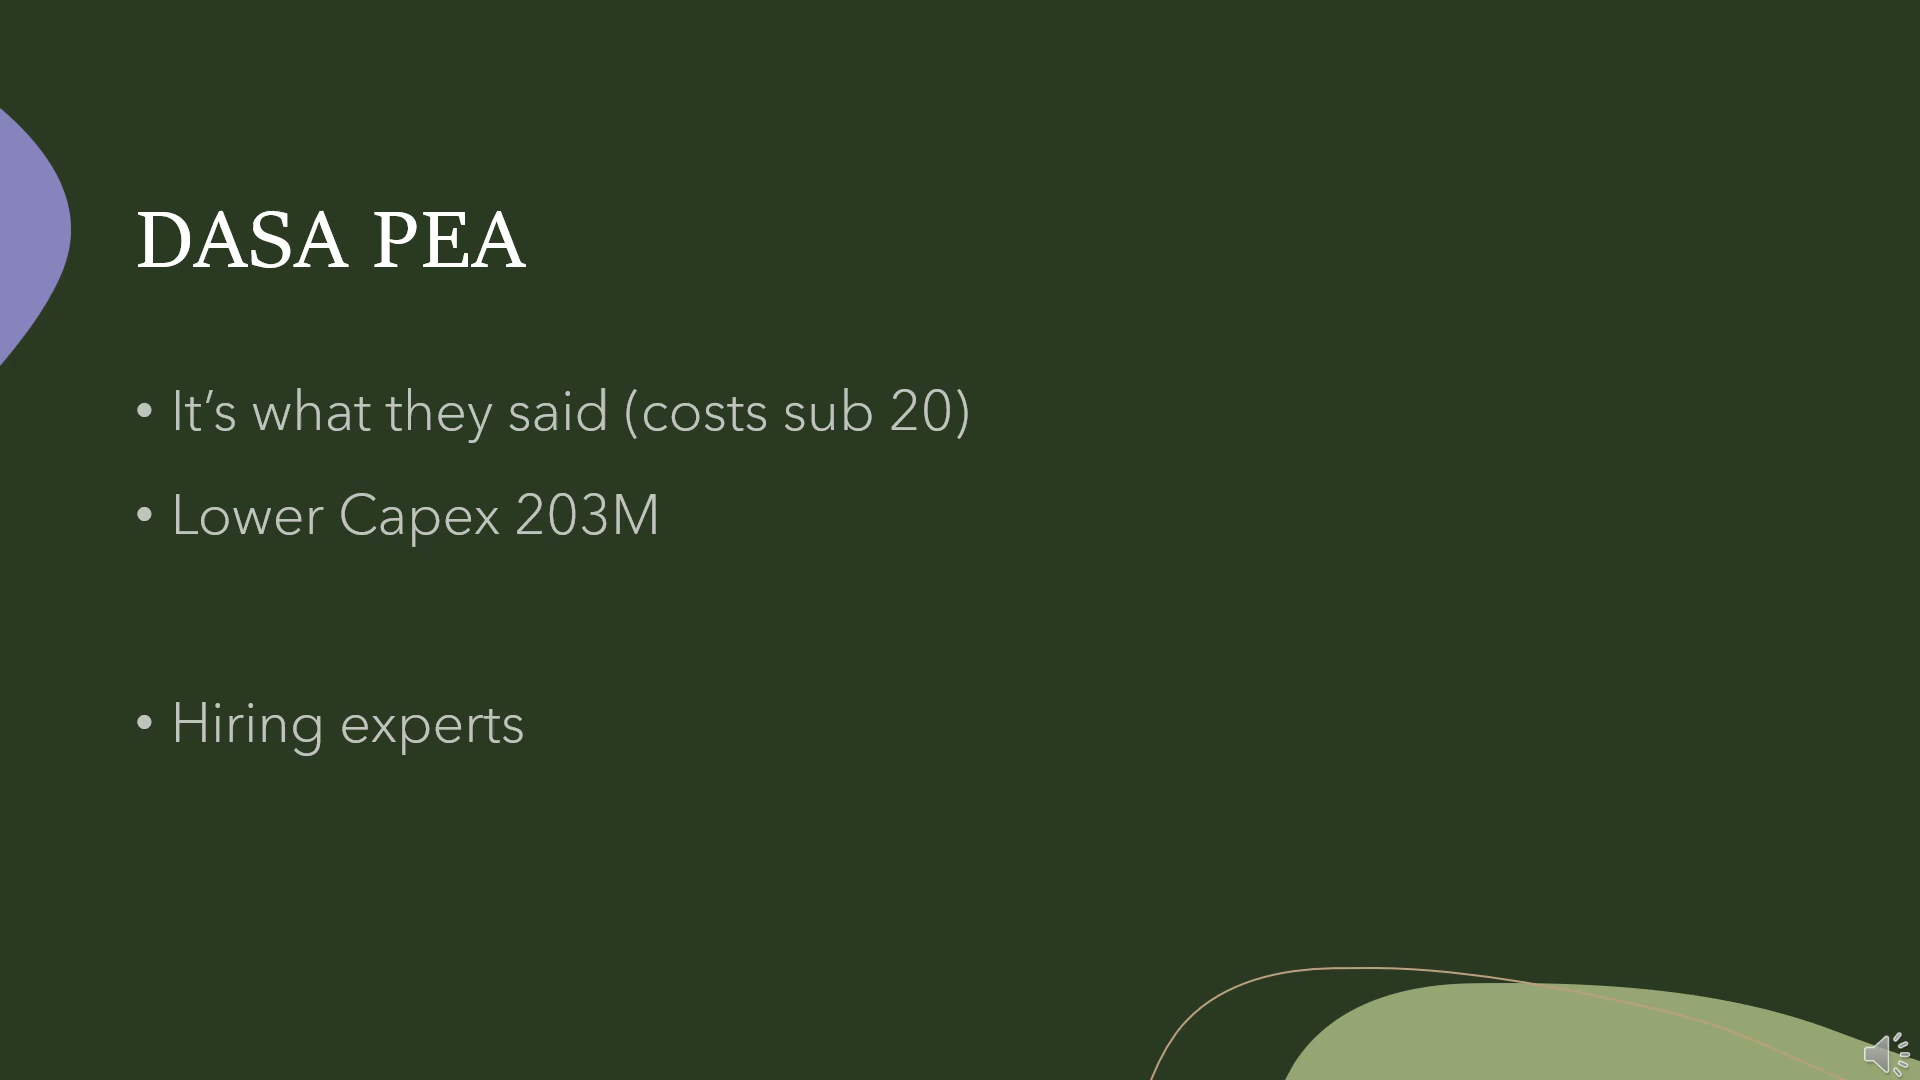 DASA PEA
• It’s what they said (costs sub 20)
• Lower Capex 203M
• Hiring experts